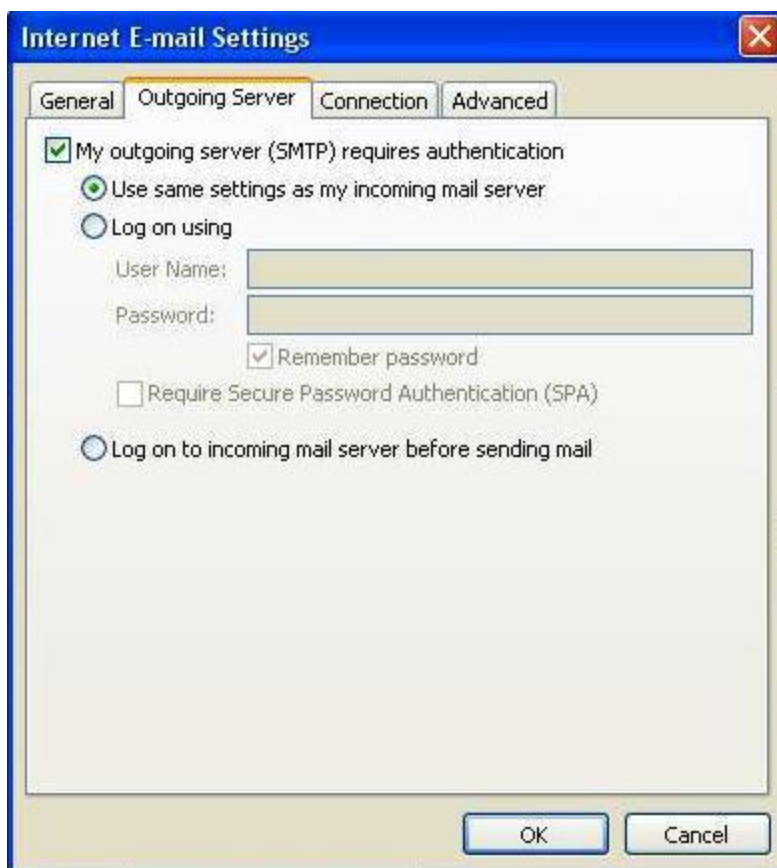 Internet E-mail Settings
General Outgoing Server Connection Advanced
My outgoing server (SMTP) requires authentication
Use same settings as my incoming mail server
Log on using
User Name:
Password:
Remember password
Require Secure Password Authentication (SPA)
Log on to incoming mail server before sending mail
OK Cancel